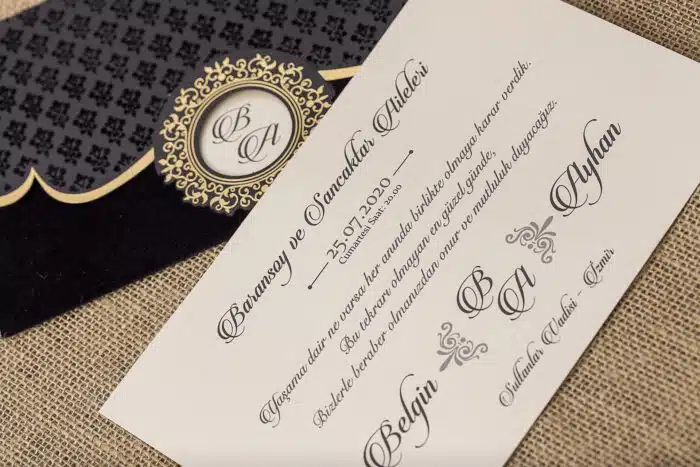 B
A
Baransoy ve Sancaklar Aileleri
25.07.2020
Cumartesi Saat: 20.00
Yaşama dair ne varsa her anında birlikte olmaya karar verdik.
Bu tekrarı olmayan en güzel günde,
Bizlerle beraber olmanızdan onur ve mutluluk duyacağız.
Belgin
B
A
Ayhan
Sultanlar Vadisi - İzmir